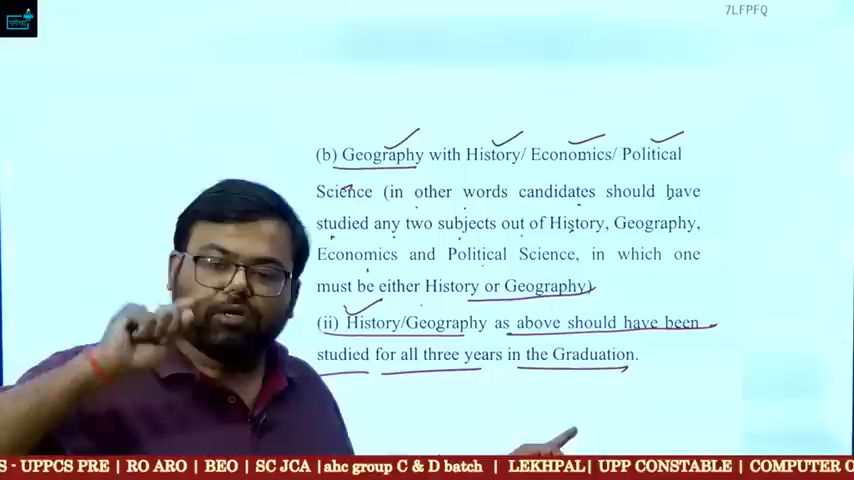 7LFPFQ
परीक्षा
(b) Geography with History/ Economics/ Political
Science (in other words candidates should have
studied any two subjects out of History, Geography,
Economics and Political Science, in which one
must be either History or Geography)
(ii) History/Geography as above should have been
studied for all three years in the Graduation.
S - UPPCS PRE | RO ARO | BEO | SC JCA |ahc group C & D batch | LEKHPAL| UPP CONSTABLE | COMPUTER O